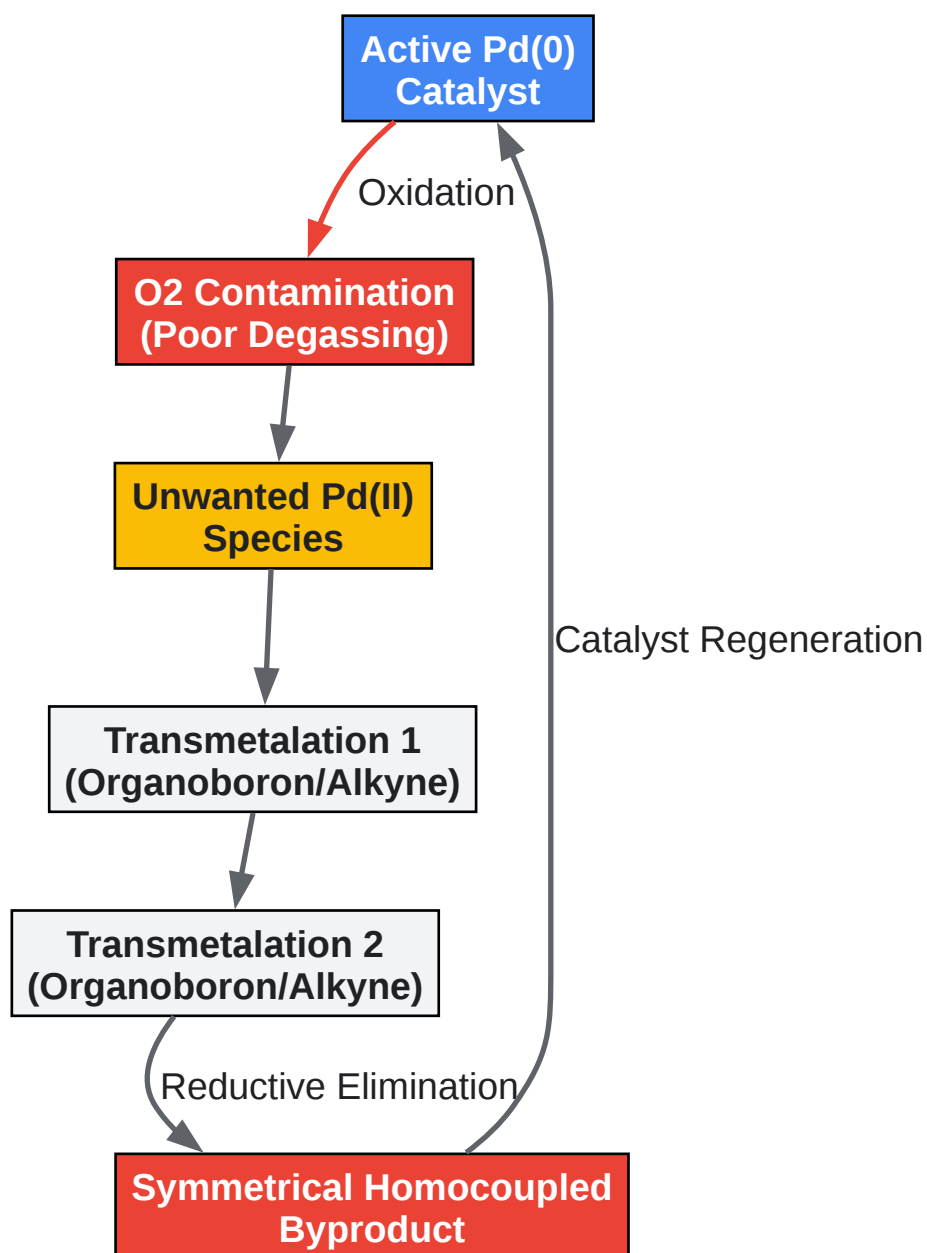 Active Pd(0)
Catalyst
Oxidation
O2 Contamination
(Poor Degassing)
Unwanted Pd(II)
Species
Catalyst Regeneration
Transmetalation 1
(Organoboron/Alkyne)
Transmetalation 2
(Organoboron/Alkyne)
Reductive Elimination
Symmetrical Homocoupled
Byproduct